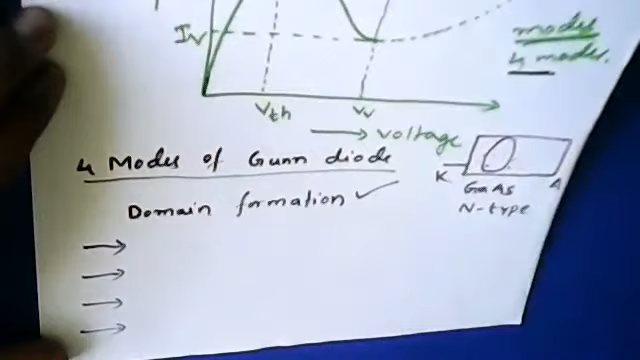 modes
Iv
4 modes.
Vth
Vv
voltage
4 Modes of Gunn diode
K
A
GaAs
Domain formation
N-type